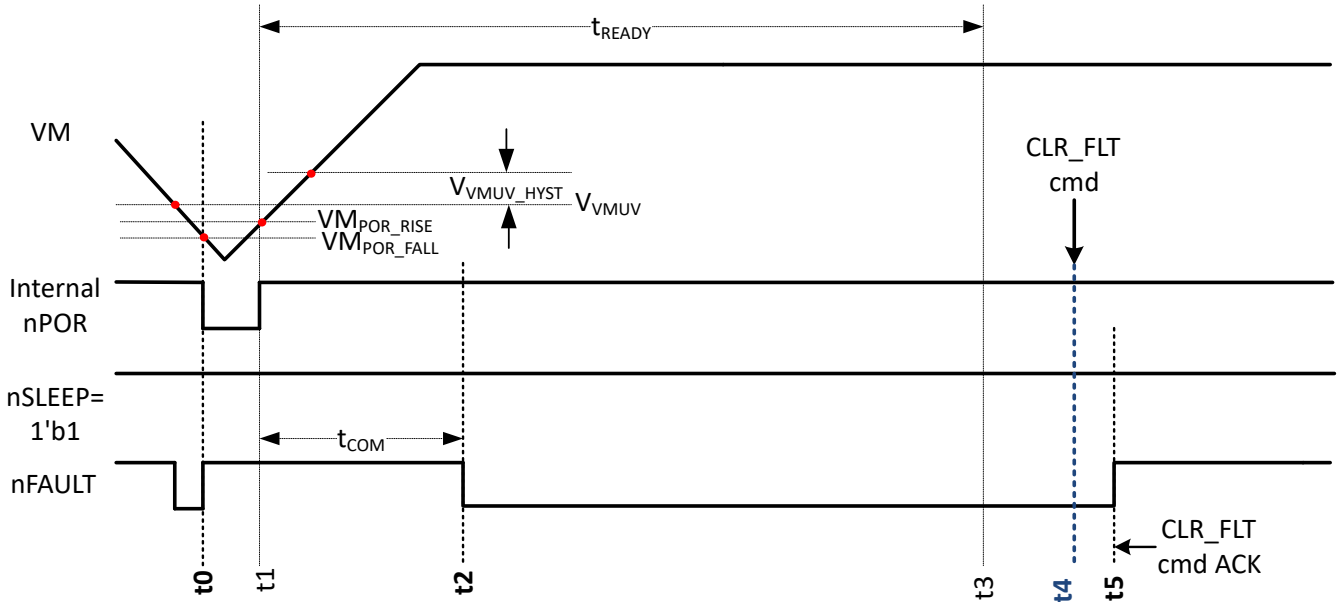 tREADY
VM
CLR_FLT
cmd
VVMUV_HYST
VVMUV
VMPOR_RISE
VMPOR_FALL
Internal
nPOR
nSLEEP=
1'b1
tCOM
nFAULT
CLR_FLT
cmd ACK
t0
t1
t2
t3
t4
t5